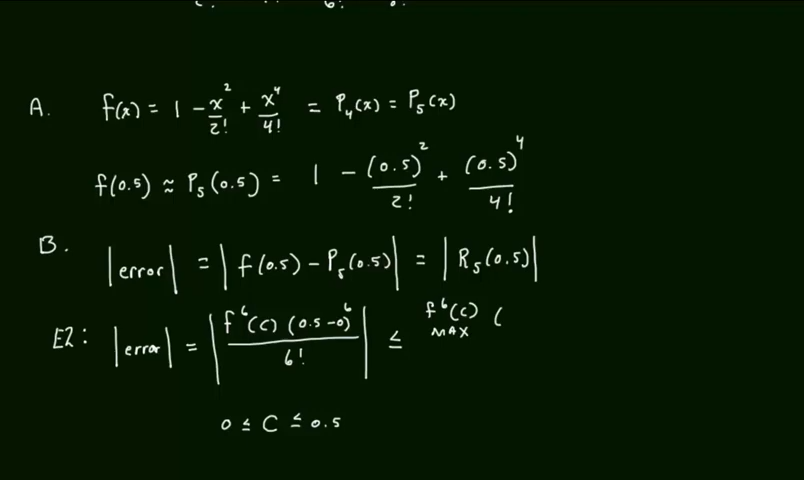 A. f(x) = 1 - x²/2! + x⁴/4! = P₄(x) = P₅(x)
f(0.5) ≈ P₅(0.5) = 1 - (0.5)²/2! + (0.5)⁴/4!
B. |error| = |f(0.5) - P₅(0.5)| = |R₅(0.5)|
EZ: |error| = |f⁶(c) (0.5-0)⁶/6!| ≤ f⁶(c) (
MAX
0 ≤ C ≤ 0.5